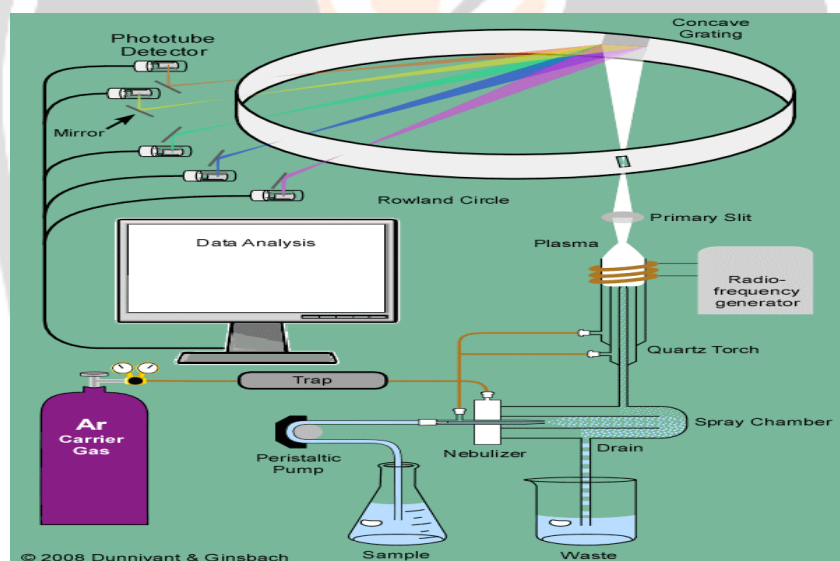 Concave
Grating
Phototube
Detector
Mirror
Rowland Circle
Primary Slit
Data Analysis
Plasma
Radio-
frequency
generator
Quartz Torch
Trap
Ar
Carrier
Gas
Spray Chamber
Peristaltic
Pump
Nebulizer
Drain
Sample
Waste
© 2008 Dunnivant & Ginsbach